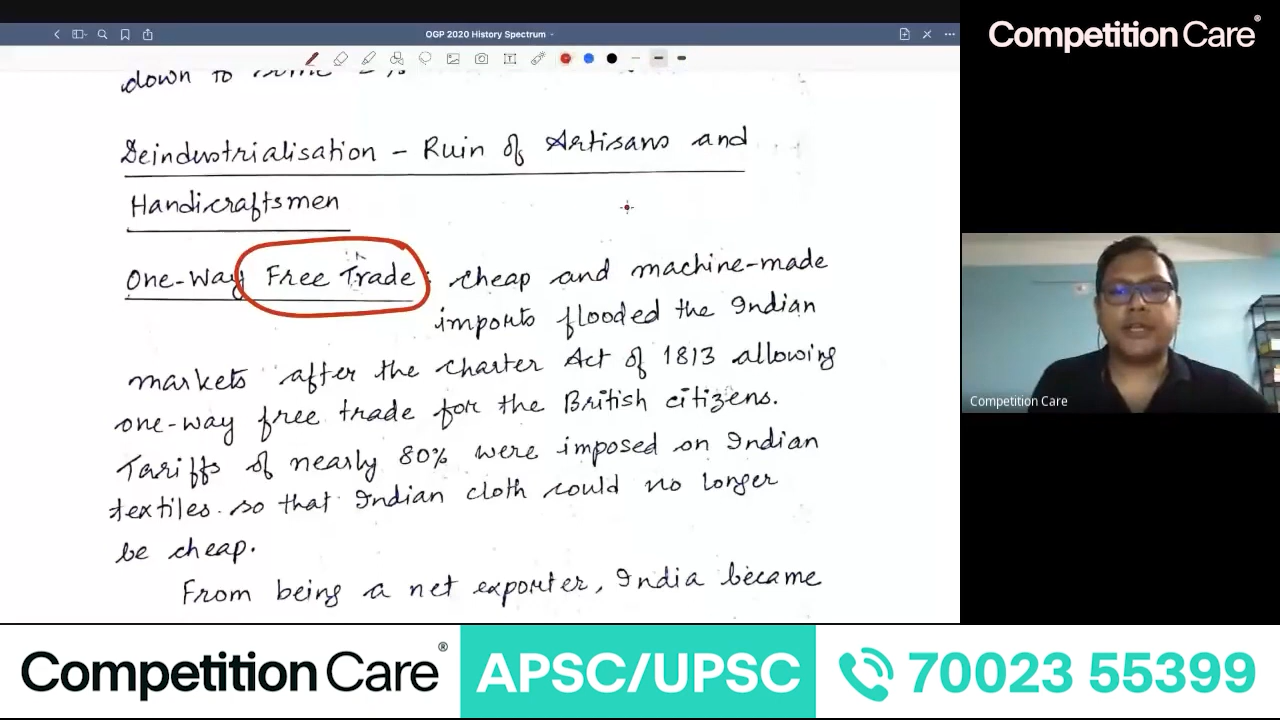 OGP 2020 History Spectrum
Competition Care®
down to
Deindustrialisation – Ruin of Artisans and
Handicraftsmen
One-Way Free Trade : cheap and machine-made
imports flooded the Indian
markets after the Charter Act of 1813 allowing
one-way free trade for the British citizens.
Tariffs of nearly 80% were imposed on Indian
textiles so that Indian cloth could no longer
be cheap.
From being a net exporter, India became
Competition Care
Competition Care®
APSC/UPSC
70023 55399